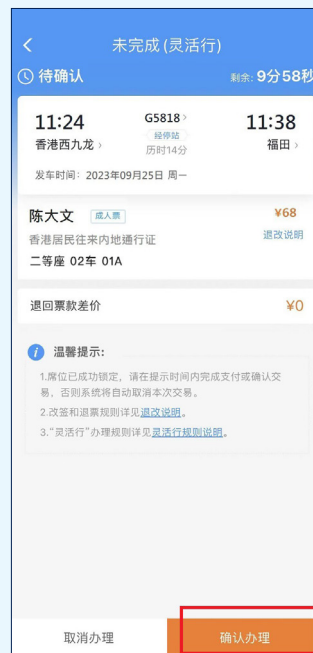 未完成(灵活行)
待确认
剩余: 9分58秒
11:24 G5818 11:38
香港西九龙 经停站 福田
历时14分
发车时间：2023年09月25日 周一
陈大文 成人票 ¥68
香港居民往来内地通行证 退改说明
二等座 02车 01A
退回票款差价 ¥0
温馨提示:
1.席位已成功锁定，请在提示时间内完成支付或确认交
易，否则系统将自动取消本次交易。
2.改签和退票规则详见退改说明。
3.“灵活行”办理规则详见灵活行规则说明。
取消办理 确认办理